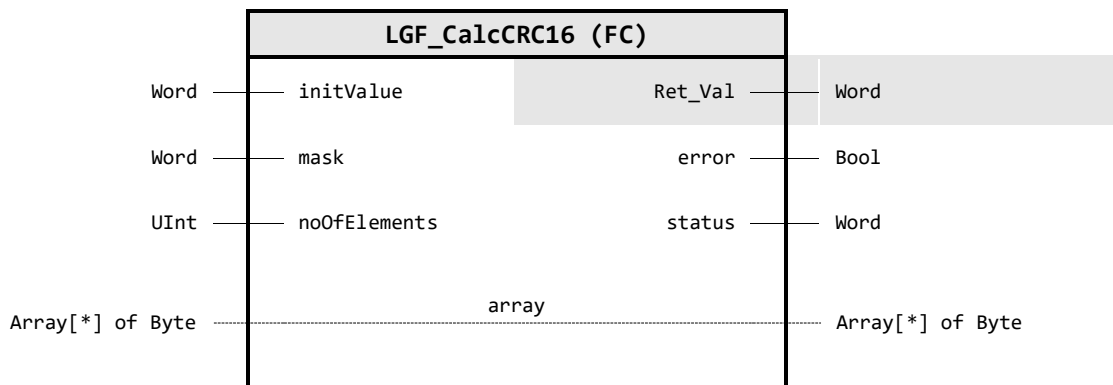 LGF_CalcCRC16 (FC)
Word initValue Ret_Val Word
Word mask error Bool
UInt noOfElements status Word
array
Array[*] of Byte Array[*] of Byte